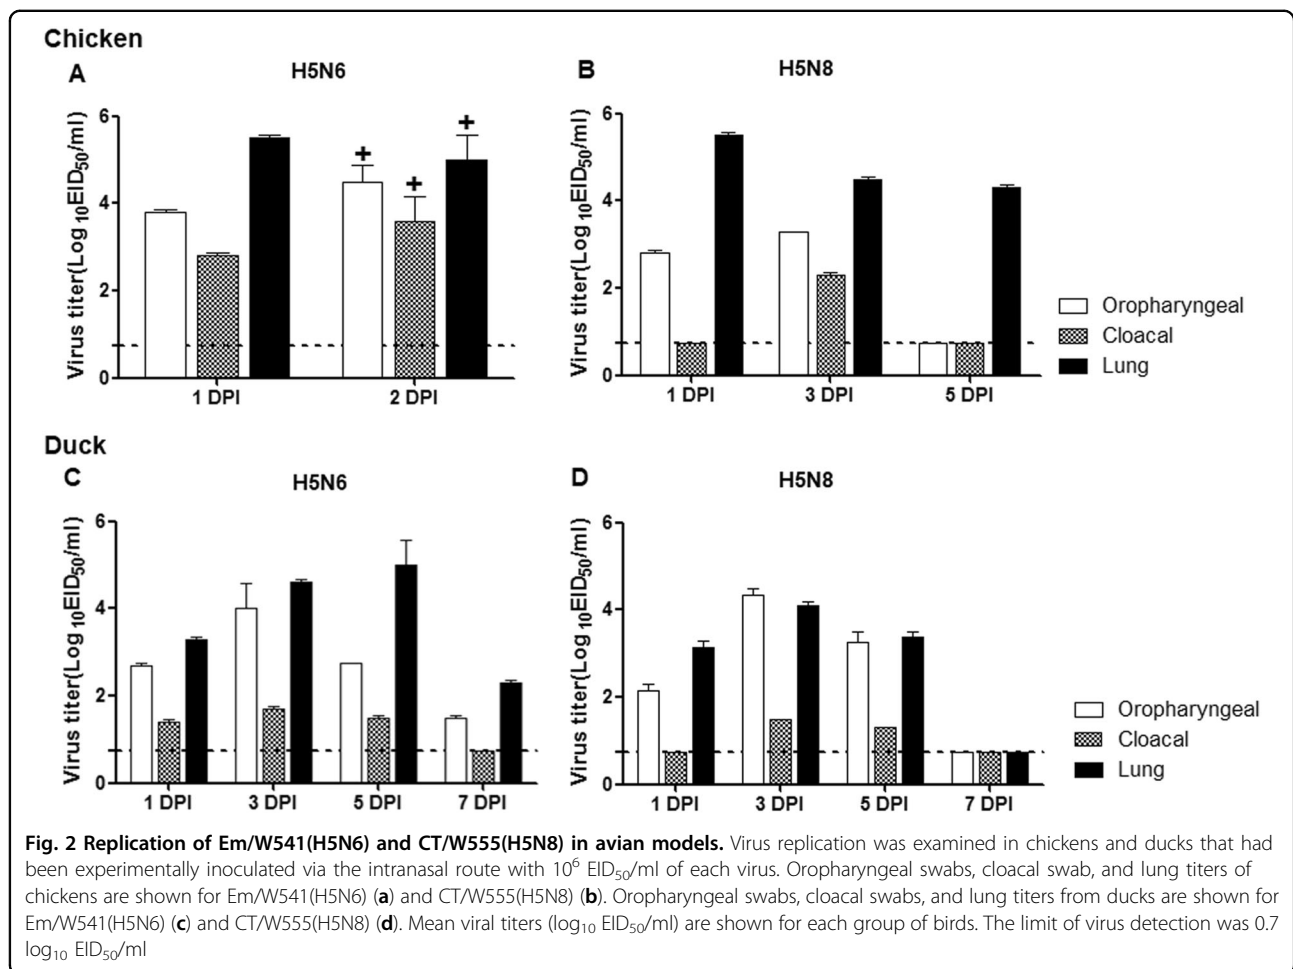 Chicken
A
H5N6
Virus titer(Log 10EID50/ml)
6
4
2
0
+
+
+
1 DPI
2 DPI
B
H5N8
Virus titer(Log 10EID50/ml)
6
4
2
0
1 DPI
3 DPI
5 DPI
Oropharyngeal
Cloacal
Lung
Duck
C
H5N6
Virus titer(Log 10EID50/ml)
6
4
2
0
1 DPI
3 DPI
5 DPI
7 DPI
D
H5N8
Virus titer(Log 10EID50/ml)
6
4
2
0
1 DPI
3 DPI
5 DPI
7 DPI
Oropharyngeal
Cloacal
Lung
Fig. 2 Replication of Em/W541(H5N6) and CT/W555(H5N8) in avian models. Virus replication was examined in chickens and ducks that had
been experimentally inoculated via the intranasal route with 10⁶ EID₅₀/ml of each virus. Oropharyngeal swabs, cloacal swab, and lung titers of
chickens are shown for Em/W541(H5N6) (a) and CT/W555(H5N8) (b). Oropharyngeal swabs, cloacal swabs, and lung titers from ducks are shown for
Em/W541(H5N6) (c) and CT/W555(H5N8) (d). Mean viral titers (log₁₀ EID₅₀/ml) are shown for each group of birds. The limit of virus detection was 0.7
log₁₀ EID₅₀/ml